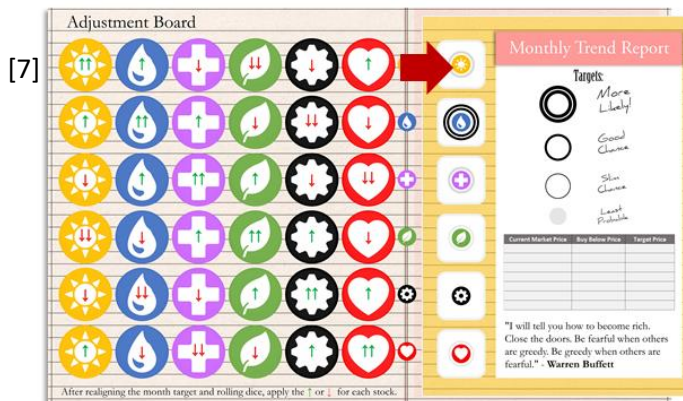 Adjustment Board
[7]
Monthly Trend Report
Targets:
More
Likely!
Good
Chance
Slim
Chance
Least
Probable
Current Market Price Buy Below Price Target Price
"I will tell you how to become rich.
Close the doors. Be fearful when others
are greedy. Be greedy when others are
fearful." - Warren Buffett
After realigning the month target and rolling dice, apply the ↑ or ↓ for each stock.